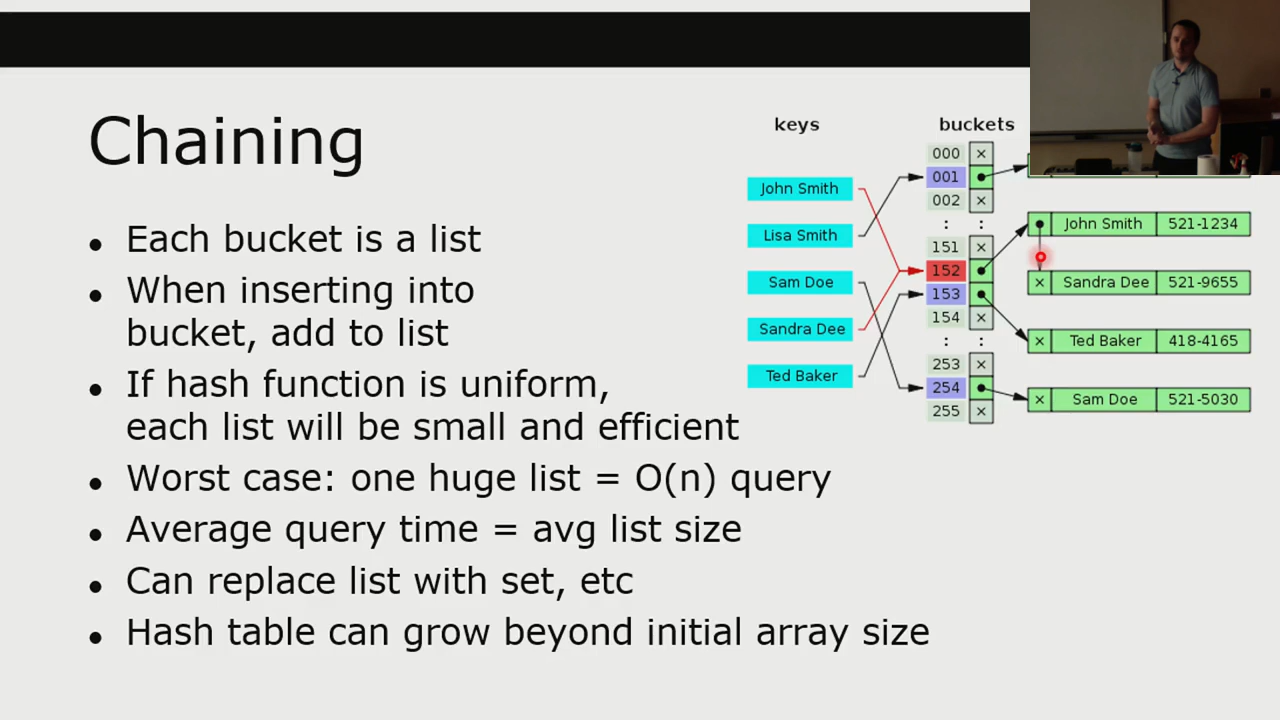 Chaining
• Each bucket is a list
• When inserting into
bucket, add to list
• If hash function is uniform,
each list will be small and efficient
• Worst case: one huge list = O(n) query
• Average query time = avg list size
• Can replace list with set, etc
• Hash table can grow beyond initial array size
keys
John Smith
Lisa Smith
Sam Doe
Sandra Dee
Ted Baker
buckets
000 ×
001
002 ×
: :
151 ×
152
153
154 ×
: :
253 ×
254
255 ×
John Smith 521-1234
× Sandra Dee 521-9655
× Ted Baker 418-4165
× Sam Doe 521-5030